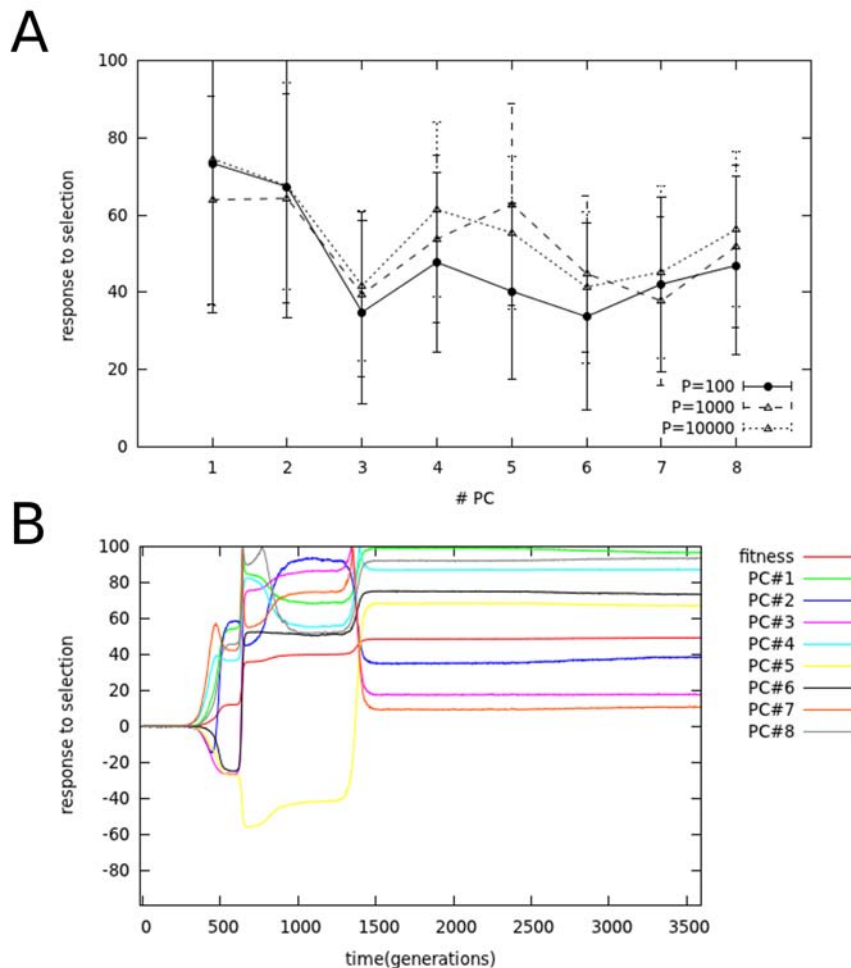 A
100
80
60
40
20
0
response to selection
1 2 3 4 5 6 7 8
# PC
P=100
P=1000
P=10000
B
100
80
60
40
20
0
-20
-40
-60
-80
response to selection
0 500 1000 1500 2000 2500 3000 3500
time(generations)
fitness
PC#1
PC#2
PC#3
PC#4
PC#5
PC#6
PC#7
PC#8